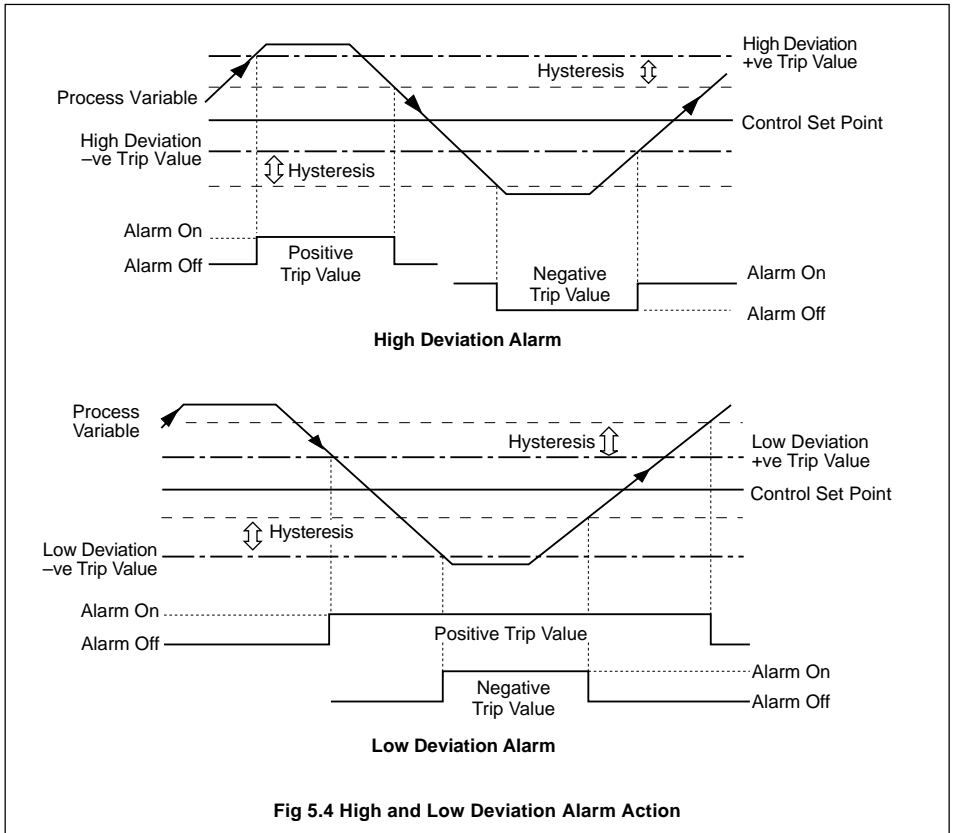 High Deviation
+ve Trip Value
Hysteresis
Process Variable
Control Set Point
High Deviation
–ve Trip Value
Hysteresis
Alarm On
Alarm Off
Positive
Trip Value
Negative
Trip Value
Alarm On
Alarm Off
High Deviation Alarm
Process
Variable
Hysteresis
Low Deviation
+ve Trip Value
Control Set Point
Hysteresis
Low Deviation
–ve Trip Value
Alarm On
Alarm Off
Positive Trip Value
Negative
Trip Value
Alarm On
Alarm Off
Low Deviation Alarm
Fig 5.4 High and Low Deviation Alarm Action